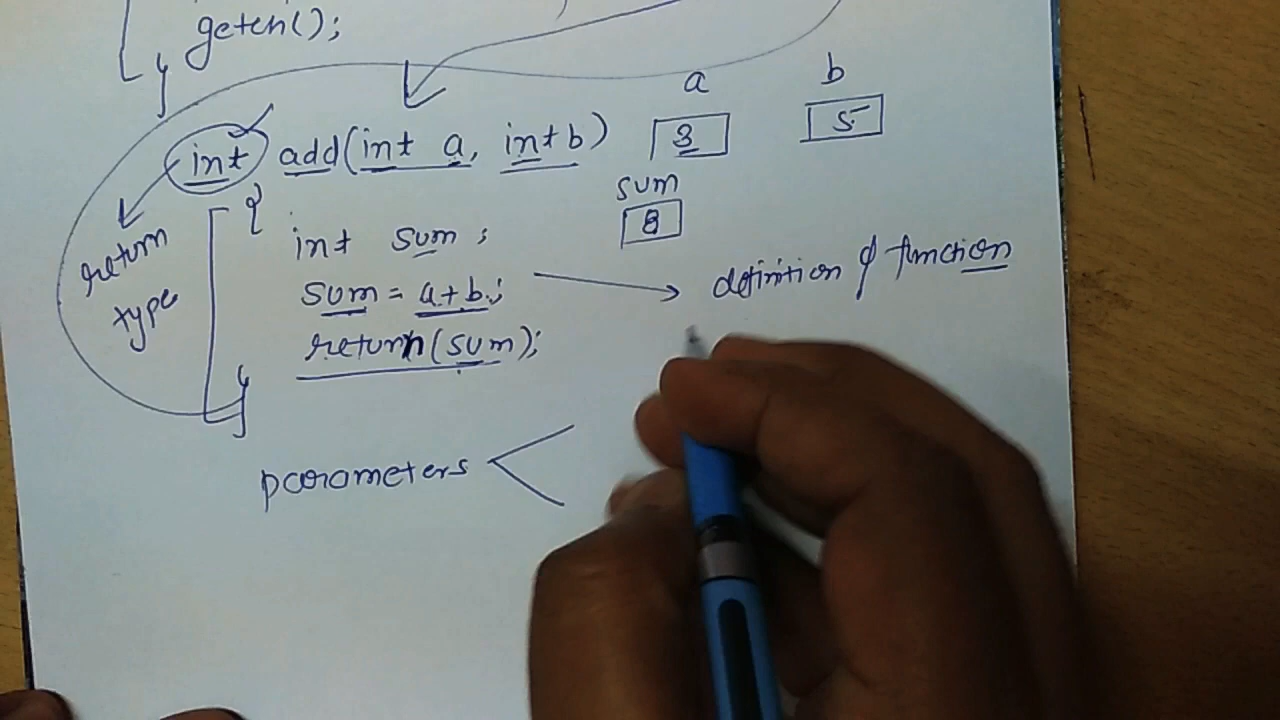 getch();
}
a
b
int add(int a, int b)
3
5
sum
8
{
int sum;
sum = a+b;
return(sum);
}
return
type
definition of function
parameters